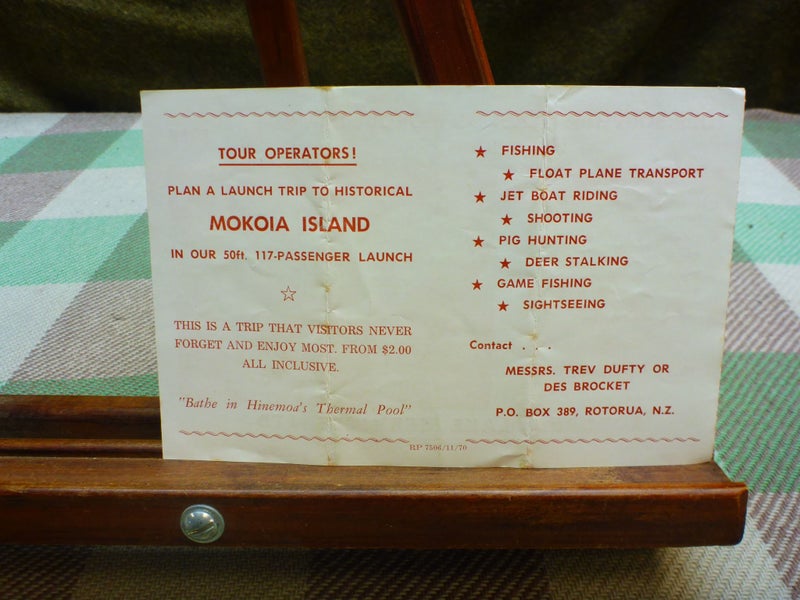 TOUR OPERATORS!
PLAN A LAUNCH TRIP TO HISTORICAL
MOKOIA ISLAND
IN OUR 50ft. 117-PASSENGER LAUNCH
THIS IS A TRIP THAT VISITORS NEVER
FORGET AND ENJOY MOST. FROM $2.00
ALL INCLUSIVE.
"Bathe in Hinemoa's Thermal Pool"
★ FISHING
★ FLOAT PLANE TRANSPORT
★ JET BOAT RIDING
★ SHOOTING
★ PIG HUNTING
★ DEER STALKING
★ GAME FISHING
★ SIGHTSEEING
Contact . . .
MESSRS. TREV DUFTY OR
DES BROCKET
P.O. BOX 389, ROTORUA, N.Z.
RP 7506/11/70